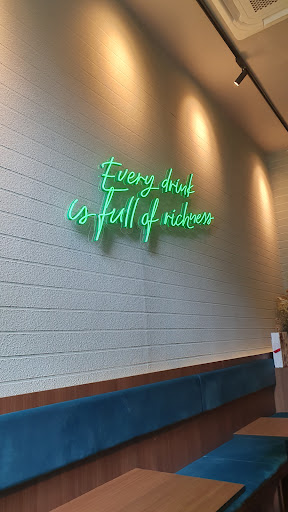 Every drink
is full of richness